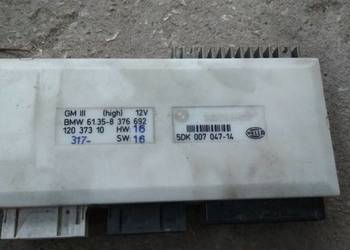 GM III (high) 12V
BMW 61.35-8 376 692
120 373 10 HW 16
317- SW 16
5DK 007 047-14
HELLA